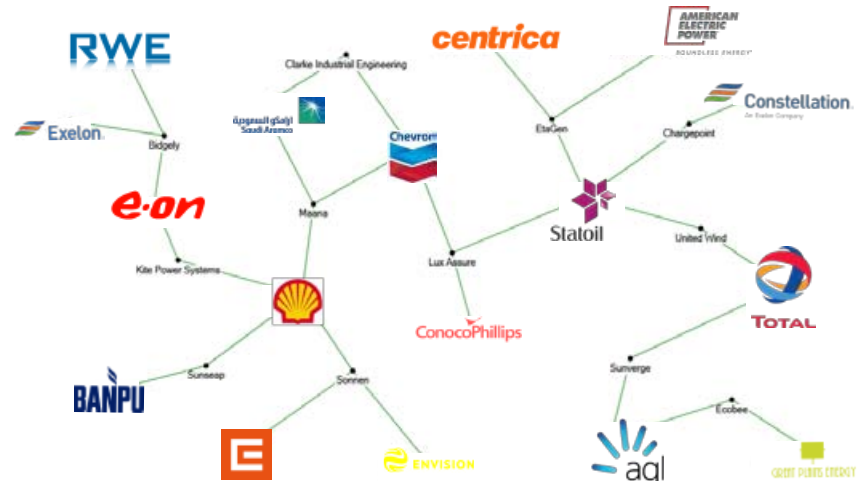 RWE
Exelon.
Bidgely
e·on
Kite Power Systems
Clarke Industrial Engineering
أرامكو السعودية
Saudi Aramco
Chevron
Maana
centrica
AMERICAN
ELECTRIC
POWER
BOUNDLESS ENERGY
EtaGen
Constellation.
An Exelon Company
Chargepoint
Statoil
United Wind
Lux Assure
ConocoPhillips
TOTAL
Sunseap
BANPU
Sonnen
ENVISION
Sunverge
agl
Ecobee
GREAT PLAINS ENERGY